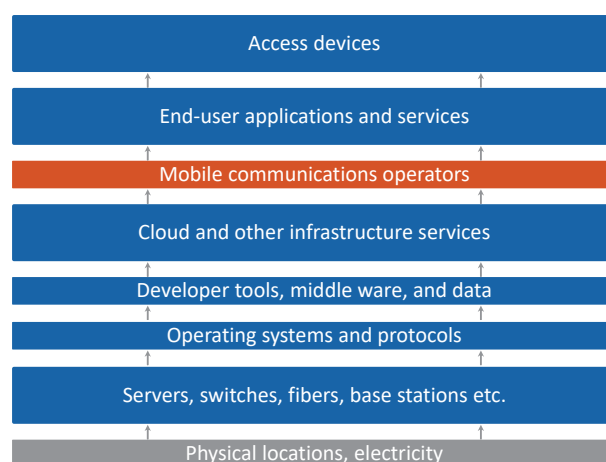 Access devices
End-user applications and services
Mobile communications operators
Cloud and other infrastructure services
Developer tools, middle ware, and data
Operating systems and protocols
Servers, switches, fibers, base stations etc.
Physical locations, electricity